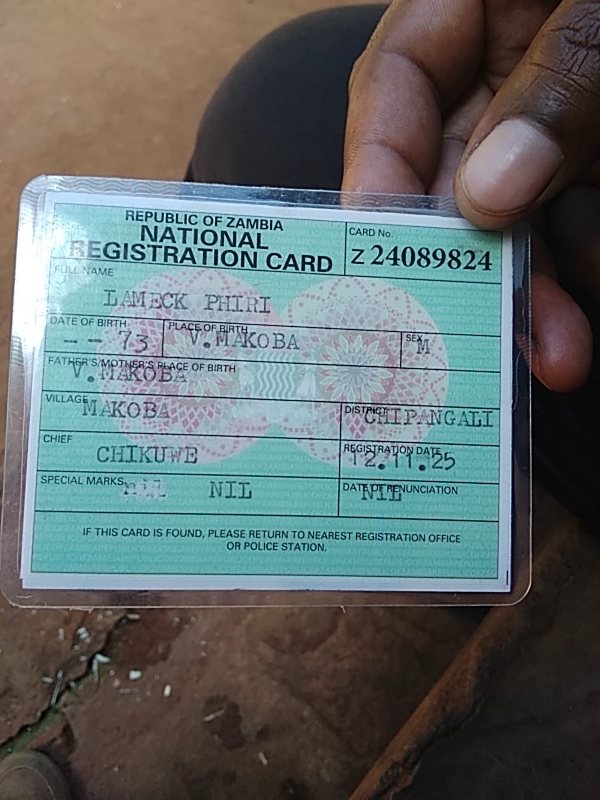 REPUBLIC OF ZAMBIA
NATIONAL
REGISTRATION CARD
CARD No.
Z 24089824
FULL NAME
LAMECK PHIRI
DATE OF BIRTH
-- 73
PLACE OF BIRTH
V.MAKOBA
SEX
M
FATHER'S/MOTHER'S PLACE OF BIRTH
V.MAKOBA
VILLAGE
MAKOBA
DISTRICT
CHIPANGALI
CHIEF
CHIKUWE
REGISTRATION DATE
12.11.25
SPECIAL MARKS
nil NIL
DATE OF RENUNCIATION
NIL
IF THIS CARD IS FOUND, PLEASE RETURN TO NEAREST REGISTRATION OFFICE
OR POLICE STATION.